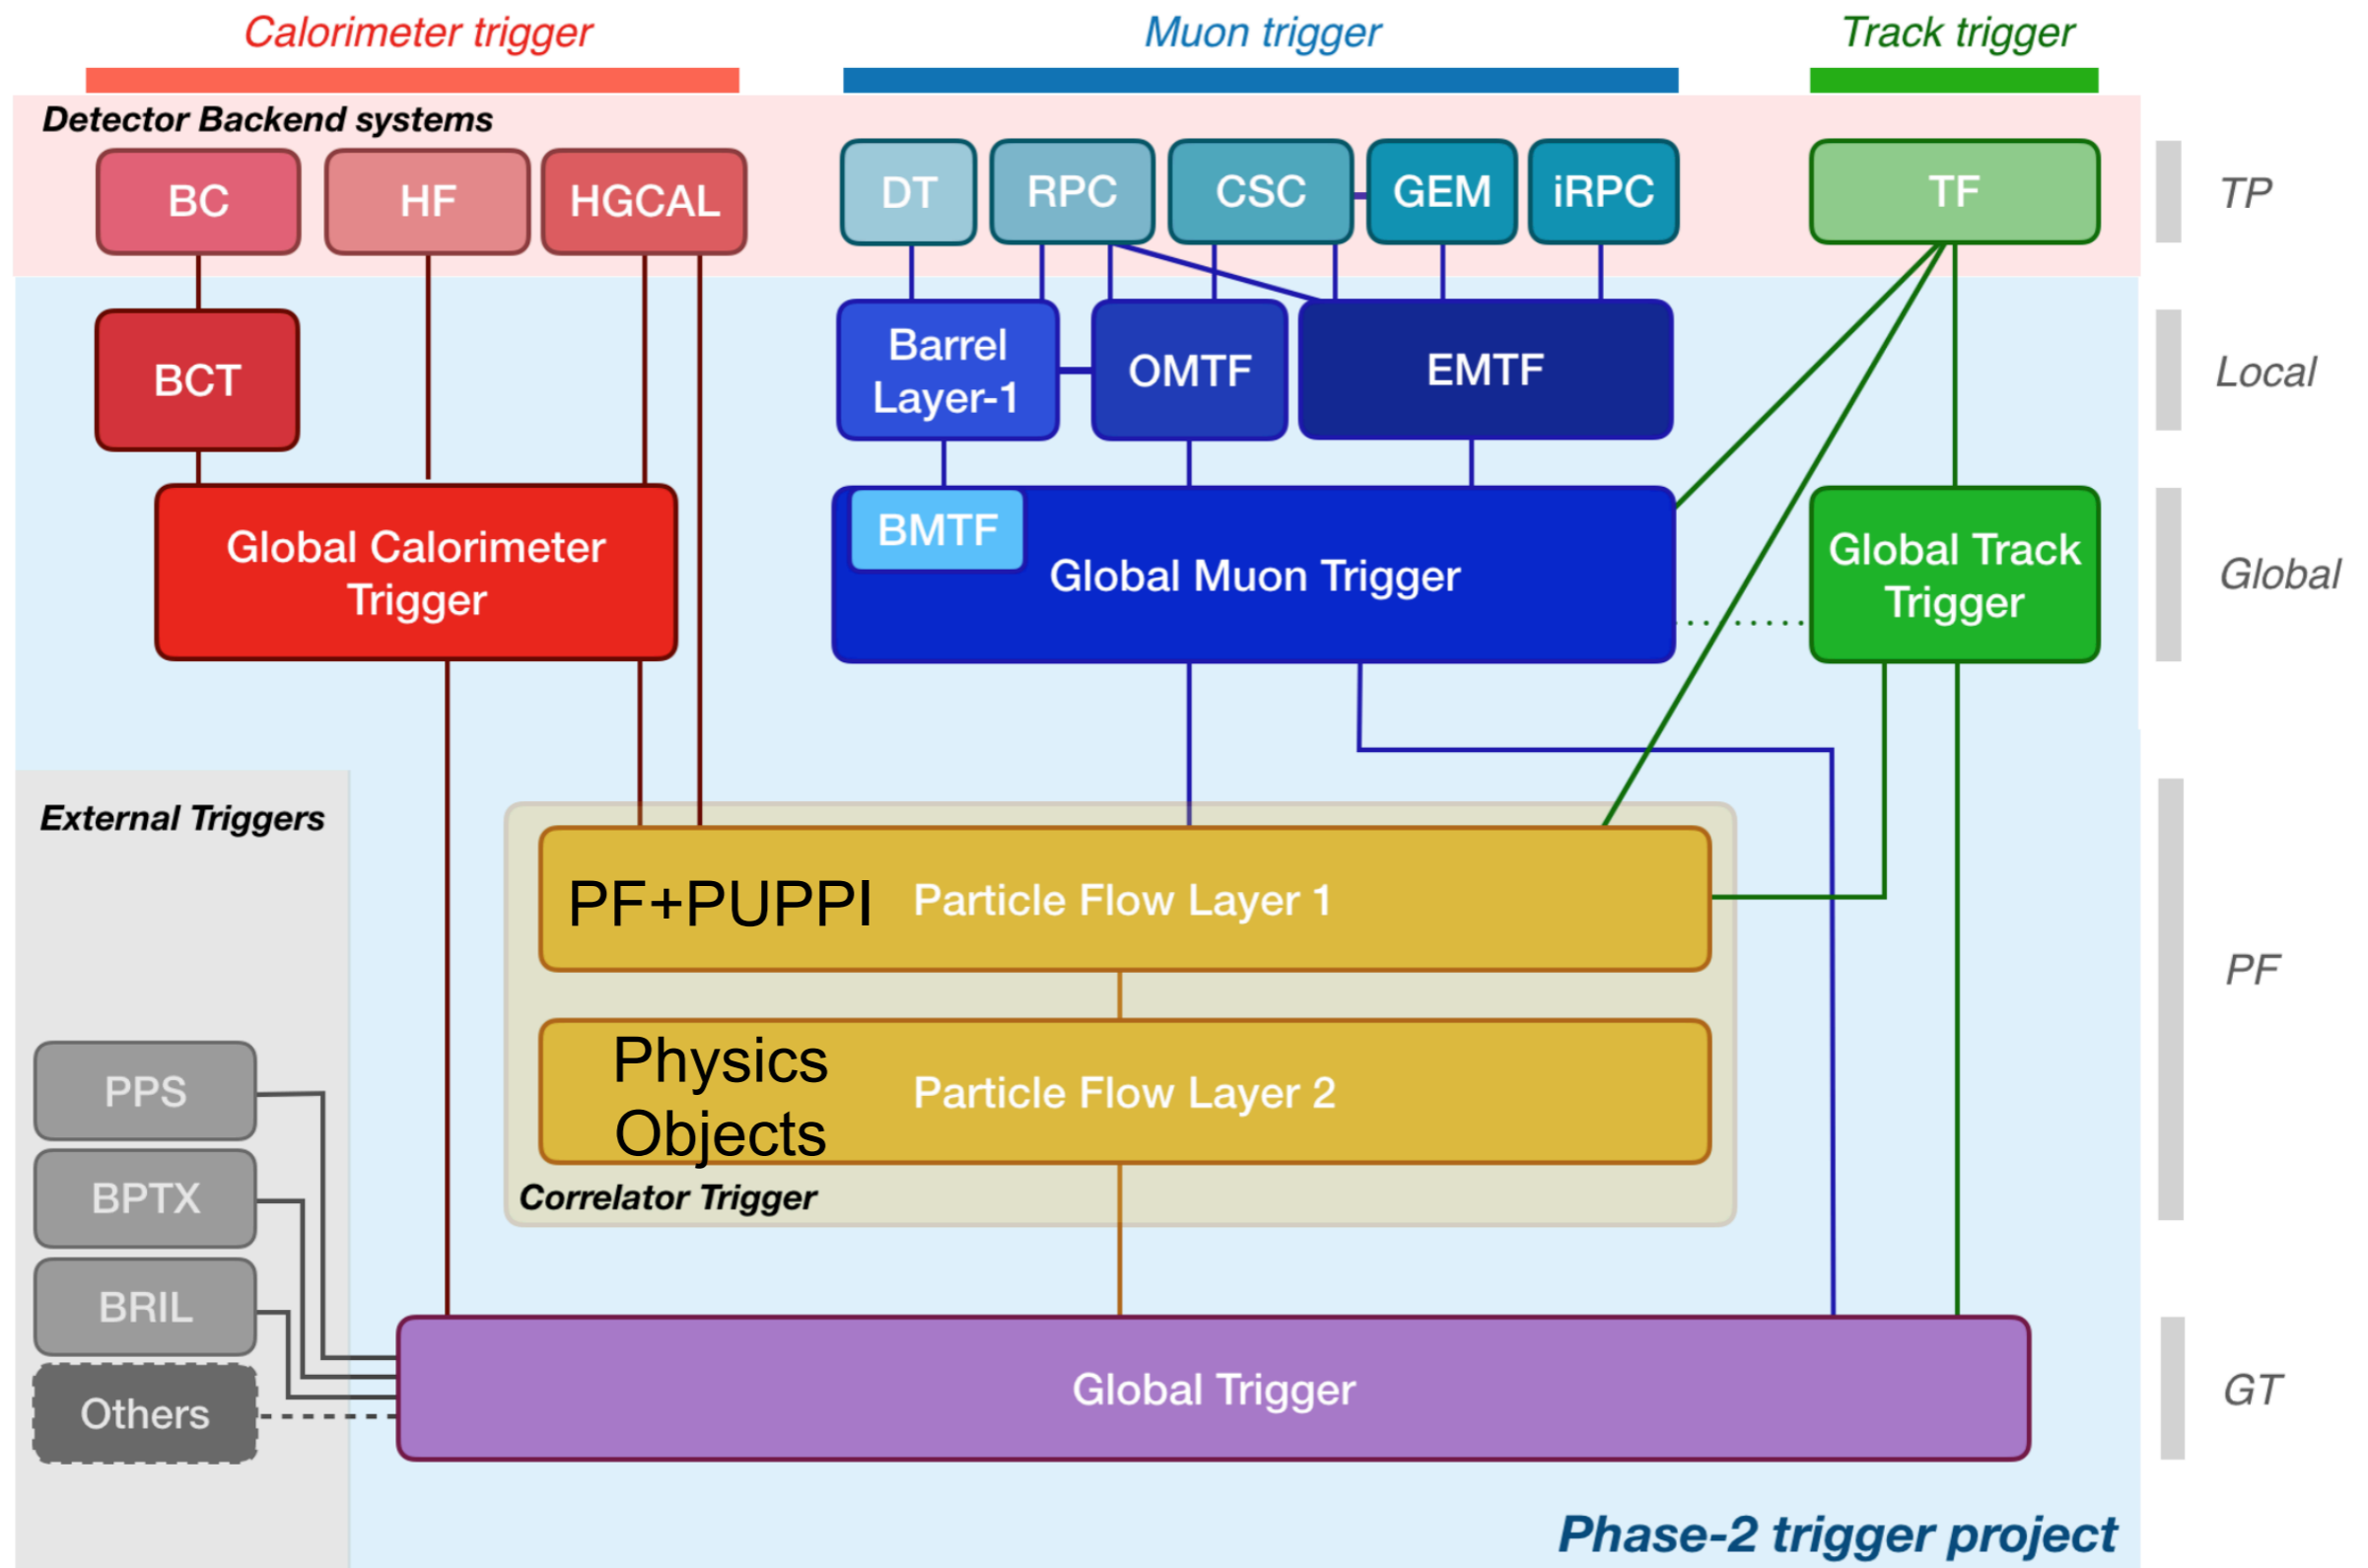 Calorimeter trigger
Muon trigger
Track trigger
Detector Backend systems
BC
HF
HGCAL
DT
RPC
CSC
GEM
iRPC
TF
TP
BCT
Barrel
Layer-1
OMTF
EMTF
Local
Global Calorimeter
Trigger
BMTF
Global Muon Trigger
Global Track
Trigger
Global
External Triggers
PF+PUPPI
Particle Flow Layer 1
PF
Physics
Objects
Particle Flow Layer 2
Correlator Trigger
PPS
BPTX
BRIL
Others
Global Trigger
GT
Phase-2 trigger project